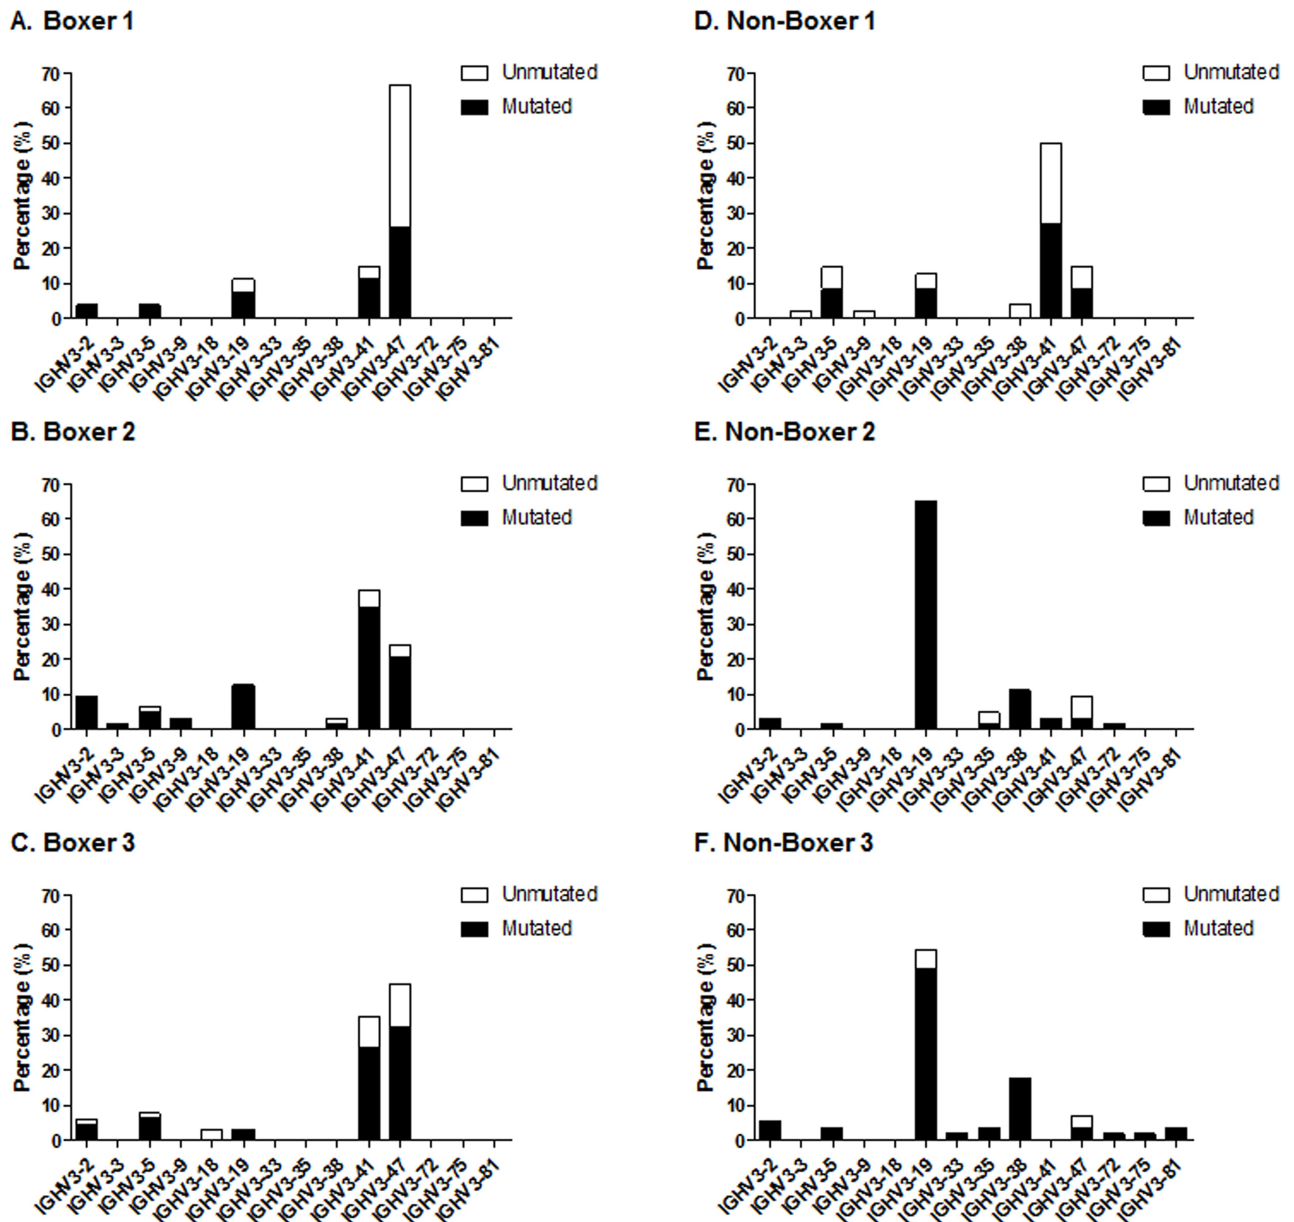 A. Boxer 1
Unmutated
Mutated
Percentage (%)
70
60
50
40
30
20
10
0
IGHV3-2
IGHV3-3
IGHV3-5
IGHV3-9
IGHV3-18
IGHV3-19
IGHV3-33
IGHV3-35
IGHV3-38
IGHV3-41
IGHV3-47
IGHV3-72
IGHV3-75
IGHV3-81
D. Non-Boxer 1
Unmutated
Mutated
Percentage (%)
70
60
50
40
30
20
10
0
IGHV3-2
IGHV3-3
IGHV3-5
IGHV3-9
IGHV3-18
IGHV3-19
IGHV3-33
IGHV3-35
IGHV3-38
IGHV3-41
IGHV3-47
IGHV3-72
IGHV3-75
IGHV3-81
B. Boxer 2
Unmutated
Mutated
Percentage (%)
70
60
50
40
30
20
10
0
IGHV3-2
IGHV3-3
IGHV3-5
IGHV3-9
IGHV3-18
IGHV3-19
IGHV3-33
IGHV3-35
IGHV3-38
IGHV3-41
IGHV3-47
IGHV3-72
IGHV3-75
IGHV3-81
E. Non-Boxer 2
Unmutated
Mutated
Percentage (%)
70
60
50
40
30
20
10
0
IGHV3-2
IGHV3-3
IGHV3-5
IGHV3-9
IGHV3-18
IGHV3-19
IGHV3-33
IGHV3-35
IGHV3-38
IGHV3-41
IGHV3-47
IGHV3-72
IGHV3-75
IGHV3-81
C. Boxer 3
Unmutated
Mutated
Percentage (%)
70
60
50
40
30
20
10
0
IGHV3-2
IGHV3-3
IGHV3-5
IGHV3-9
IGHV3-18
IGHV3-19
IGHV3-33
IGHV3-35
IGHV3-38
IGHV3-41
IGHV3-47
IGHV3-72
IGHV3-75
IGHV3-81
F. Non-Boxer 3
Unmutated
Mutated
Percentage (%)
70
60
50
40
30
20
10
0
IGHV3-2
IGHV3-3
IGHV3-5
IGHV3-9
IGHV3-18
IGHV3-19
IGHV3-33
IGHV3-35
IGHV3-38
IGHV3-41
IGHV3-47
IGHV3-72
IGHV3-75
IGHV3-81